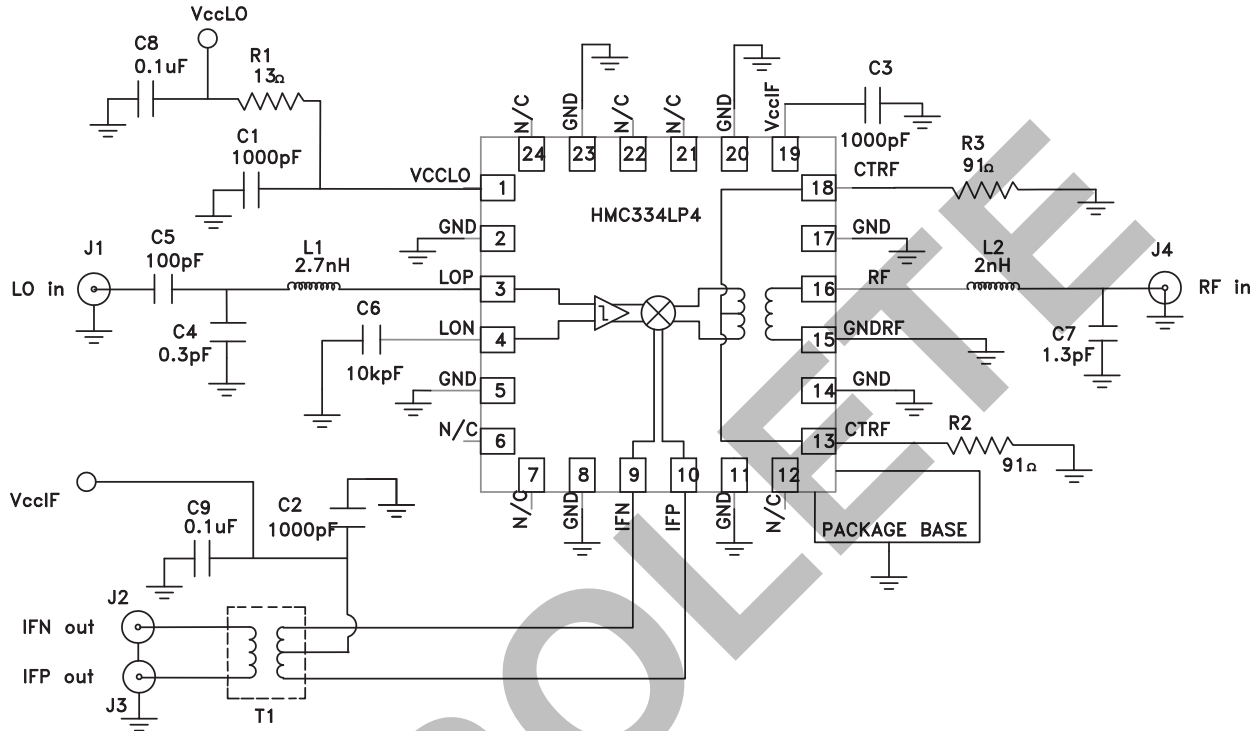 VccLO
C8
0.1uF
R1
13Ω
C1
1000pF
VCCLO
J1
LO in
C5
100pF
C4
0.3pF
L1
2.7nH
C6
10kpF
GND
LOP
LON
GND
N/C
N/C
GND
N/C
N/C
GND
VccIF
24
23
22
21
20
19
C3
1000pF
1
2
3
4
5
6
HMC334LP4
18
17
16
15
14
13
CTRF
GND
RF
GNDRF
GND
CTRF
R3
91Ω
L2
2nH
J4
RF in
C7
1.3pF
R2
91Ω
7
8
9
10
11
12
N/C
GND
IFN
IFP
GND
N/C
PACKAGE BASE
VccIF
C9
0.1uF
C2
1000pF
J2
IFN out
IFP out
J3
T1
OLETE